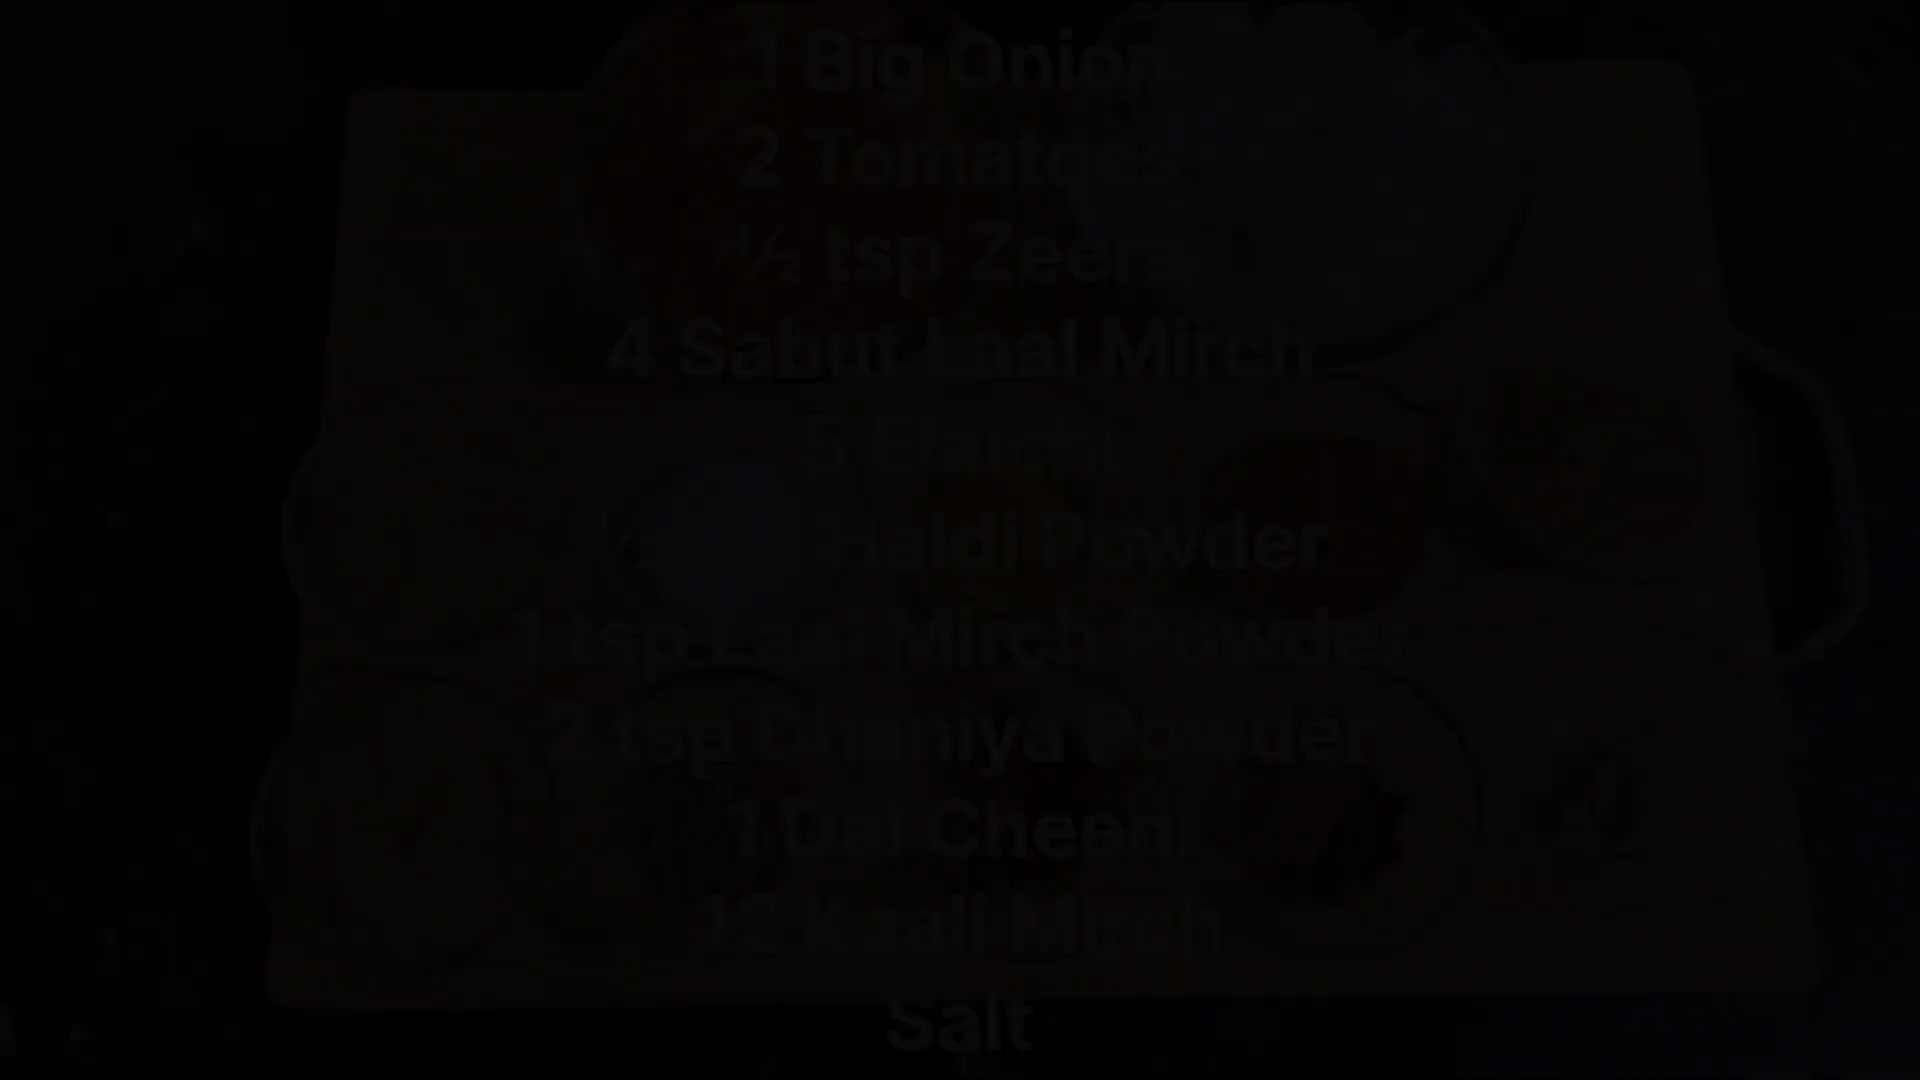 1 Big Onion
2 Tomatoes
½ tsp Zeera
4 Sabut Laal Mirch
5 Elaichi
Haldi Powder
1 tsp Laal Mirch Powder
2 tsp Dhaniya Powder
1 Dal Cheeni
12 Kaali Mirch
Salt